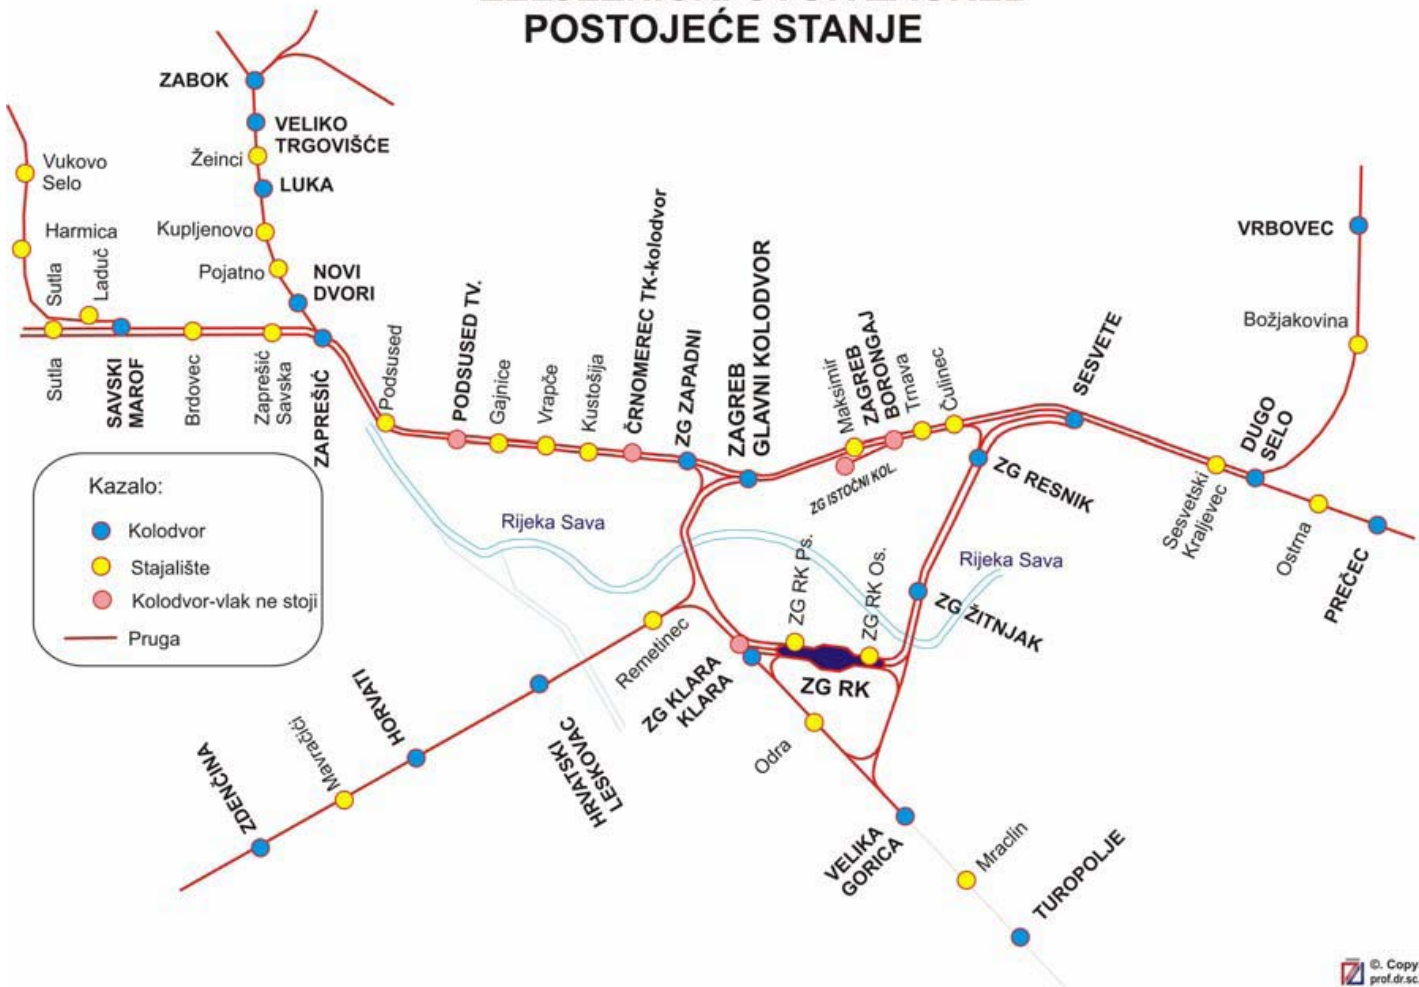 POSTOJEĆE STANJE
ZABOK
VELIKO
TRGOVIŠĆE
Žeinci
LUKA
Vukovo
Selo
Harmica
Kupljenovo
Pojatno
NOVI
DVORI
Sutla
Laduč
Sutla
SAVSKI
MAROF
Brdovec
Zaprešić
Savska
ZAPREŠIĆ
Podsused
PODSUSED TV.
Gajnice
Vrapče
Kustošija
ČRNOMEREC TK-kolodvor
ZG ZAPADNI
ZAGREB
GLAVNI KOLODVOR
Maksimir
ZAGREB
BORONGAJ
Trnava
Čulinec
ZG ISTOČNI KOL.
SESVETE
ZG RESNIK
VRBOVEC
Božjakovina
DUGO
SELO
Sesvetski
Kraljevec
Ostrna
PREČEC
Kazalo:
Kolodvor
Stajalište
Kolodvor-vlak ne stoji
Pruga
Rijeka Sava
Rijeka Sava
ZG RK Ps.
ZG RK Os.
ZG ŽITNJAK
ZG RK
Remetinec
ZG KLARA
KLARA
Odra
HORVATI
Mavračići
ZDENČINA
HRVATSKI
LESKOVAC
VELIKA
GORICA
Mraclin
TUROPOLJE
©. Copy
prof.dr.sc.